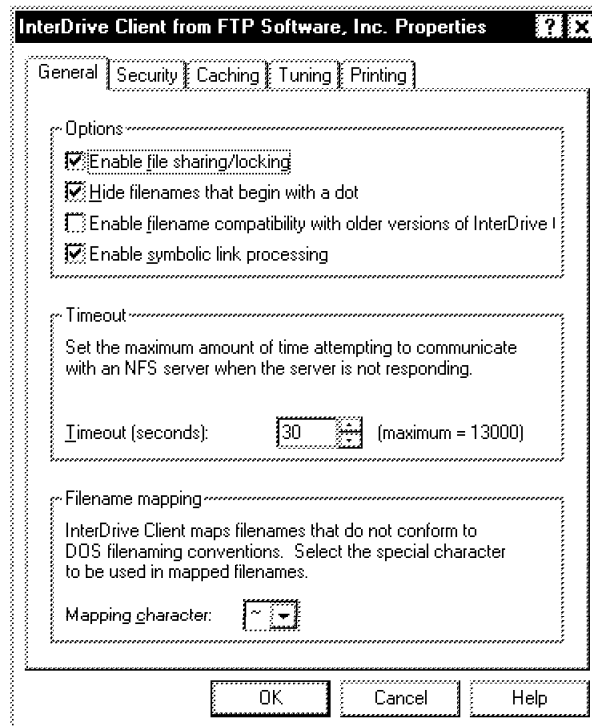 InterDrive Client from FTP Software, Inc. Properties ? X
General Security Caching Tuning Printing
Options
Enable file sharing/locking
Hide filenames that begin with a dot
Enable filename compatibility with older versions of InterDrive
Enable symbolic link processing
Timeout
Set the maximum amount of time attempting to communicate
with an NFS server when the server is not responding.
Timeout (seconds): 30 (maximum = 13000)
Filename mapping
InterDrive Client maps filenames that do not conform to
DOS filenaming conventions. Select the special character
to be used in mapped filenames.
Mapping character: ~
OK Cancel Help